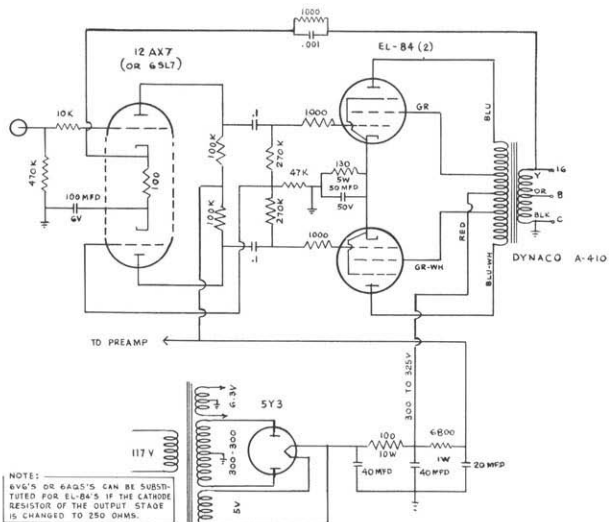 1000
.001
12 AX7
(OR 6SL7)
EL-84 (2)
10K
GR
BLU
.1
1000
100K
270K
100
470K
47K
130
5W
50 MFD
50V
16
Y
OR
8
BLK
C
100 MFD
6V
100K
270K
RED
.1
1000
GR-WH
BLU-WH
DYNACO A-410
TO PREAMP
300 TO 325V
6.3V
5Y3
117 V
300-300
100
10W
6800
1W
40 MFD
40 MFD
20 MFD
5V
NOTE:
6V6'S OR 6AQ5'S CAN BE SUBSTI-
TUTED FOR EL-84'S IF THE CATHODE
RESISTOR OF THE OUTPUT STAGE
IS CHANGED TO 250 OHMS.